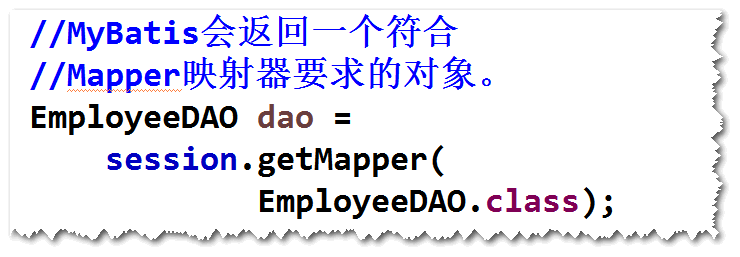 //MyBatis会返回一个符合
//Mapper映射器要求的对象。
EmployeeDAO dao =
session.getMapper(
EmployeeDAO.class);